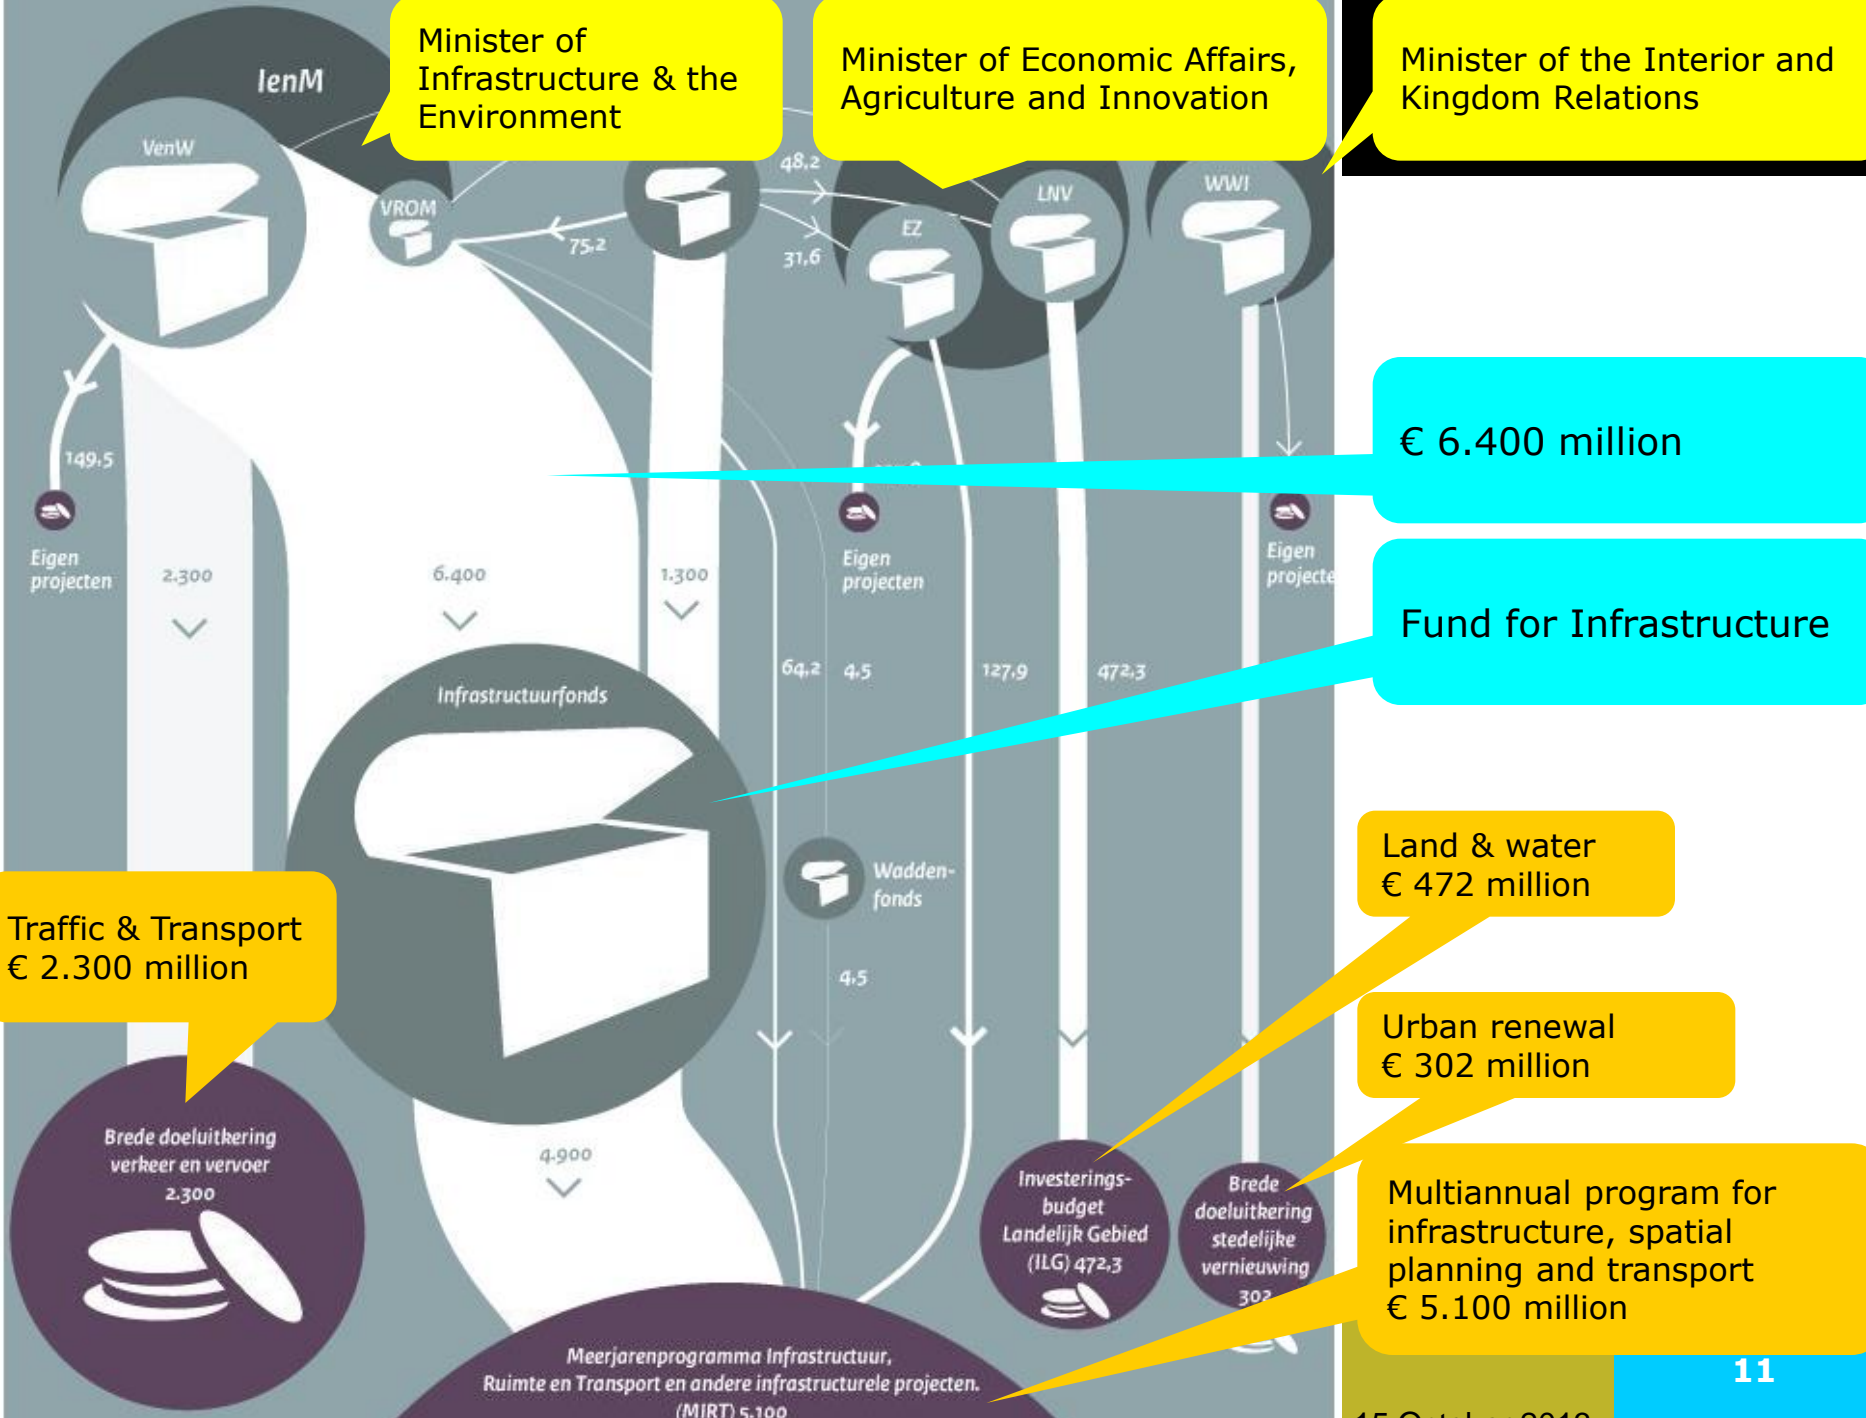 Minister of
Infrastructure & the
Environment
Minister of Economic Affairs,
Agriculture and Innovation
Minister of the Interior and
Kingdom Relations
IenM
VenW
VROM
EZ
LNV
WWI
48,2
75,2
31,6
149,5
€ 6.400 million
Eigen
projecten
2.300
6.400
1.300
Eigen
projecten
Eigen
projecte
Fund for Infrastructure
64,2
4,5
127,9
472,3
Infrastructuurfonds
Land & water
€ 472 million
Wadden-
fonds
Traffic & Transport
€ 2.300 million
4,5
Urban renewal
€ 302 million
Brede doeluitkering
verkeer en vervoer
2.300
4.900
Investerings-
budget
Landelijk Gebied
(ILG) 472,3
Brede
doeluitkering
stedelijke
vernieuwing
302
Multiannual program for
infrastructure, spatial
planning and transport
€ 5.100 million
Meerjarenprogramma Infrastructuur,
Ruimte en Transport en andere infrastructurele projecten.
(MIRT) 5.100
11
15 October 2012